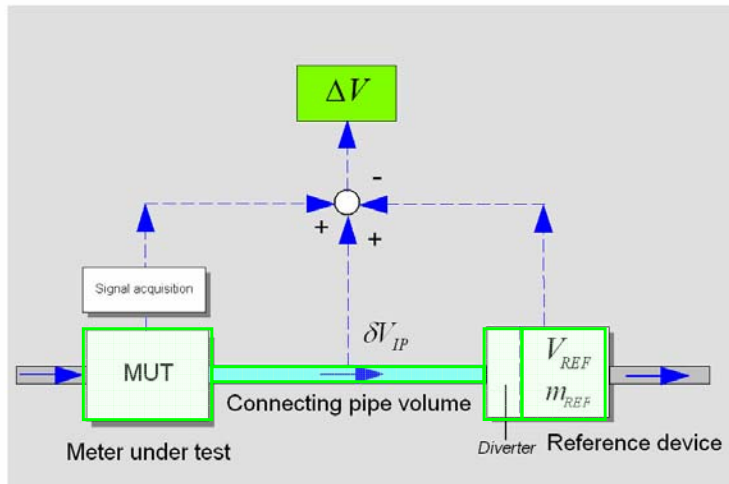 ΔV
-
+
+
Signal acquisition
δV_IP
MUT
V_REF
m_REF
Connecting pipe volume
Diverter
Reference device
Meter under test